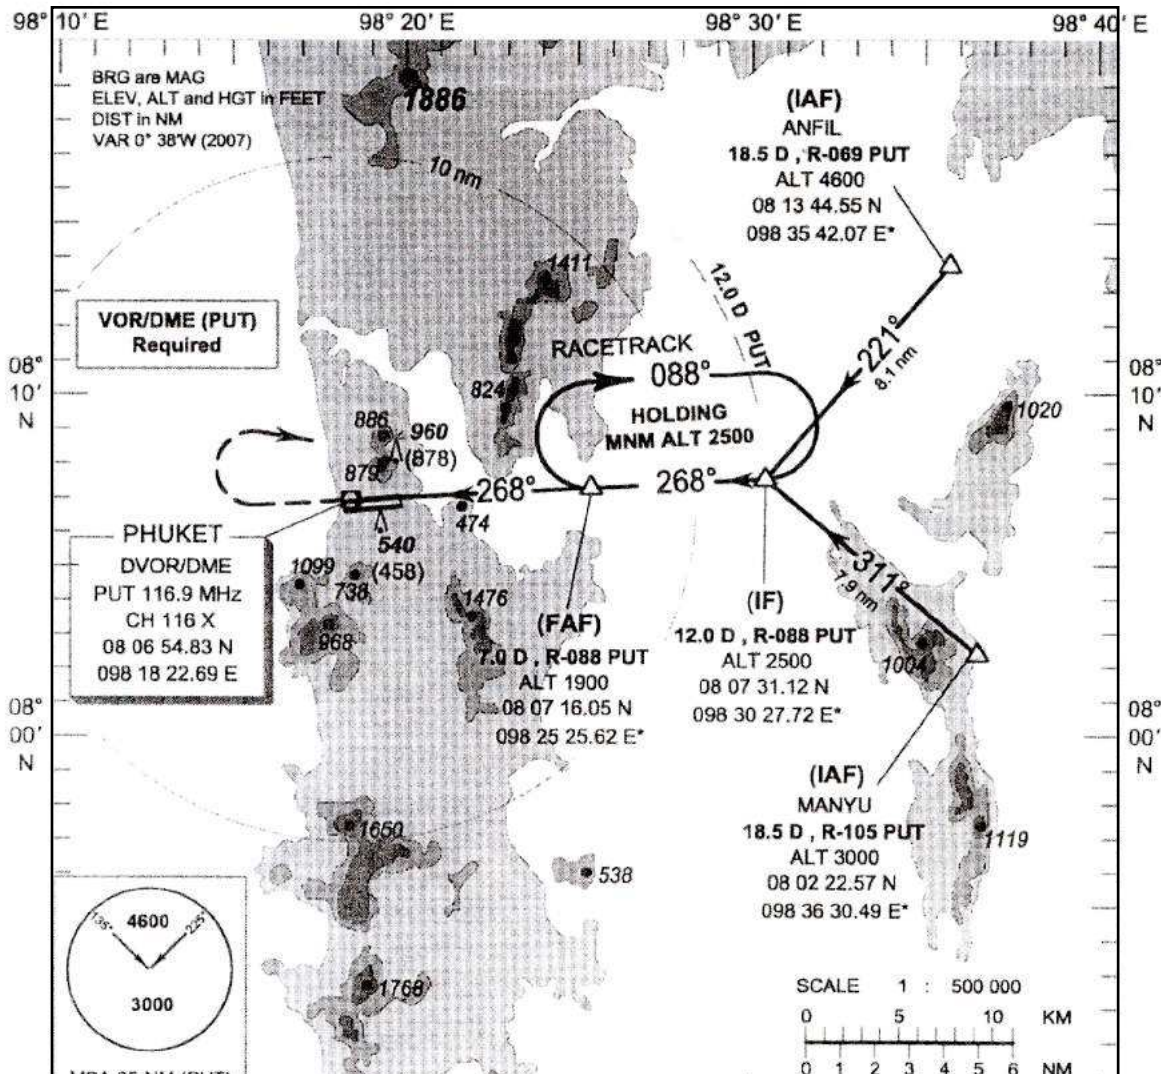 98° 10' E
98° 20' E
98° 30' E
98° 40' E
BRG are MAG
ELEV, ALT and HGT in FEET
DIST in NM
VAR 0° 38'W (2007)
1886
10 nm
(IAF)
ANFIL
18.5 D , R-069 PUT
ALT 4600
08 13 44.55 N
098 35 42.07 E*
1411
12.0 D PUT
VOR/DME (PUT)
Required
221°
8.1 nm
RACETRACK
088°
HOLDING
MNM ALT 2500
824
08°
10'
N
08°
10'
N
1020
886
960
(878)
879
268°
268°
474
PHUKET
DVOR/DME
PUT 116.9 MHz
CH 116 X
08 06 54.83 N
098 18 22.69 E
540
(458)
1099
738
968
1476
311°
7.9 nm
(FAF)
7.0 D , R-088 PUT
ALT 1900
08 07 16.05 N
098 25 25.62 E*
(IF)
12.0 D , R-088 PUT
ALT 2500
08 07 31.12 N
098 30 27.72 E*
1004
08°
00'
N
08°
00'
N
(IAF)
MANYU
18.5 D , R-105 PUT
ALT 3000
08 02 22.57 N
098 36 30.49 E*
1119
1650
538
135°
4600
225°
3000
1768
SCALE 1 : 500 000
0 5 10 KM
0 1 2 3 4 5 6 NM